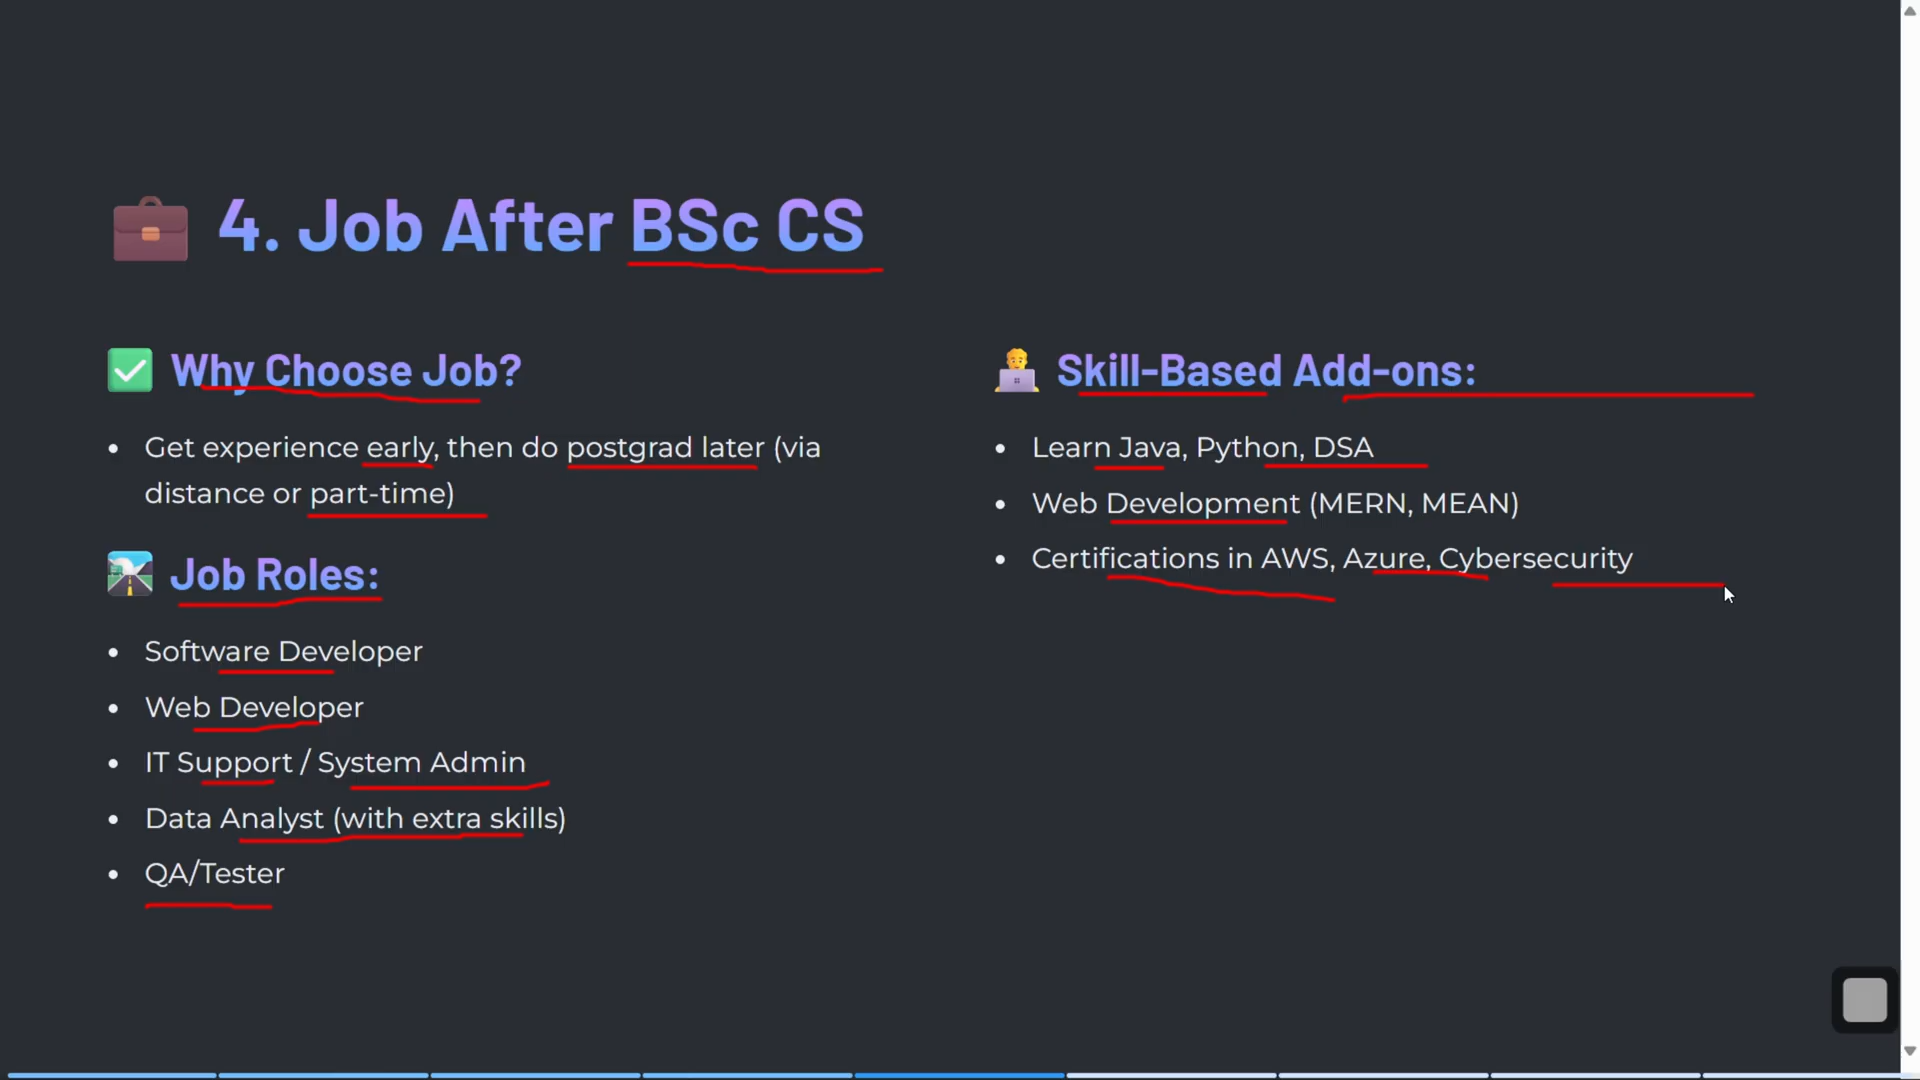 4. Job After BSc CS
Why Choose Job?
• Get experience early, then do postgrad later (via
distance or part-time)
Job Roles:
• Software Developer
• Web Developer
• IT Support / System Admin
• Data Analyst (with extra skills)
• QA/Tester
Skill-Based Add-ons:
• Learn Java, Python, DSA
• Web Development (MERN, MEAN)
• Certifications in AWS, Azure, Cybersecurity